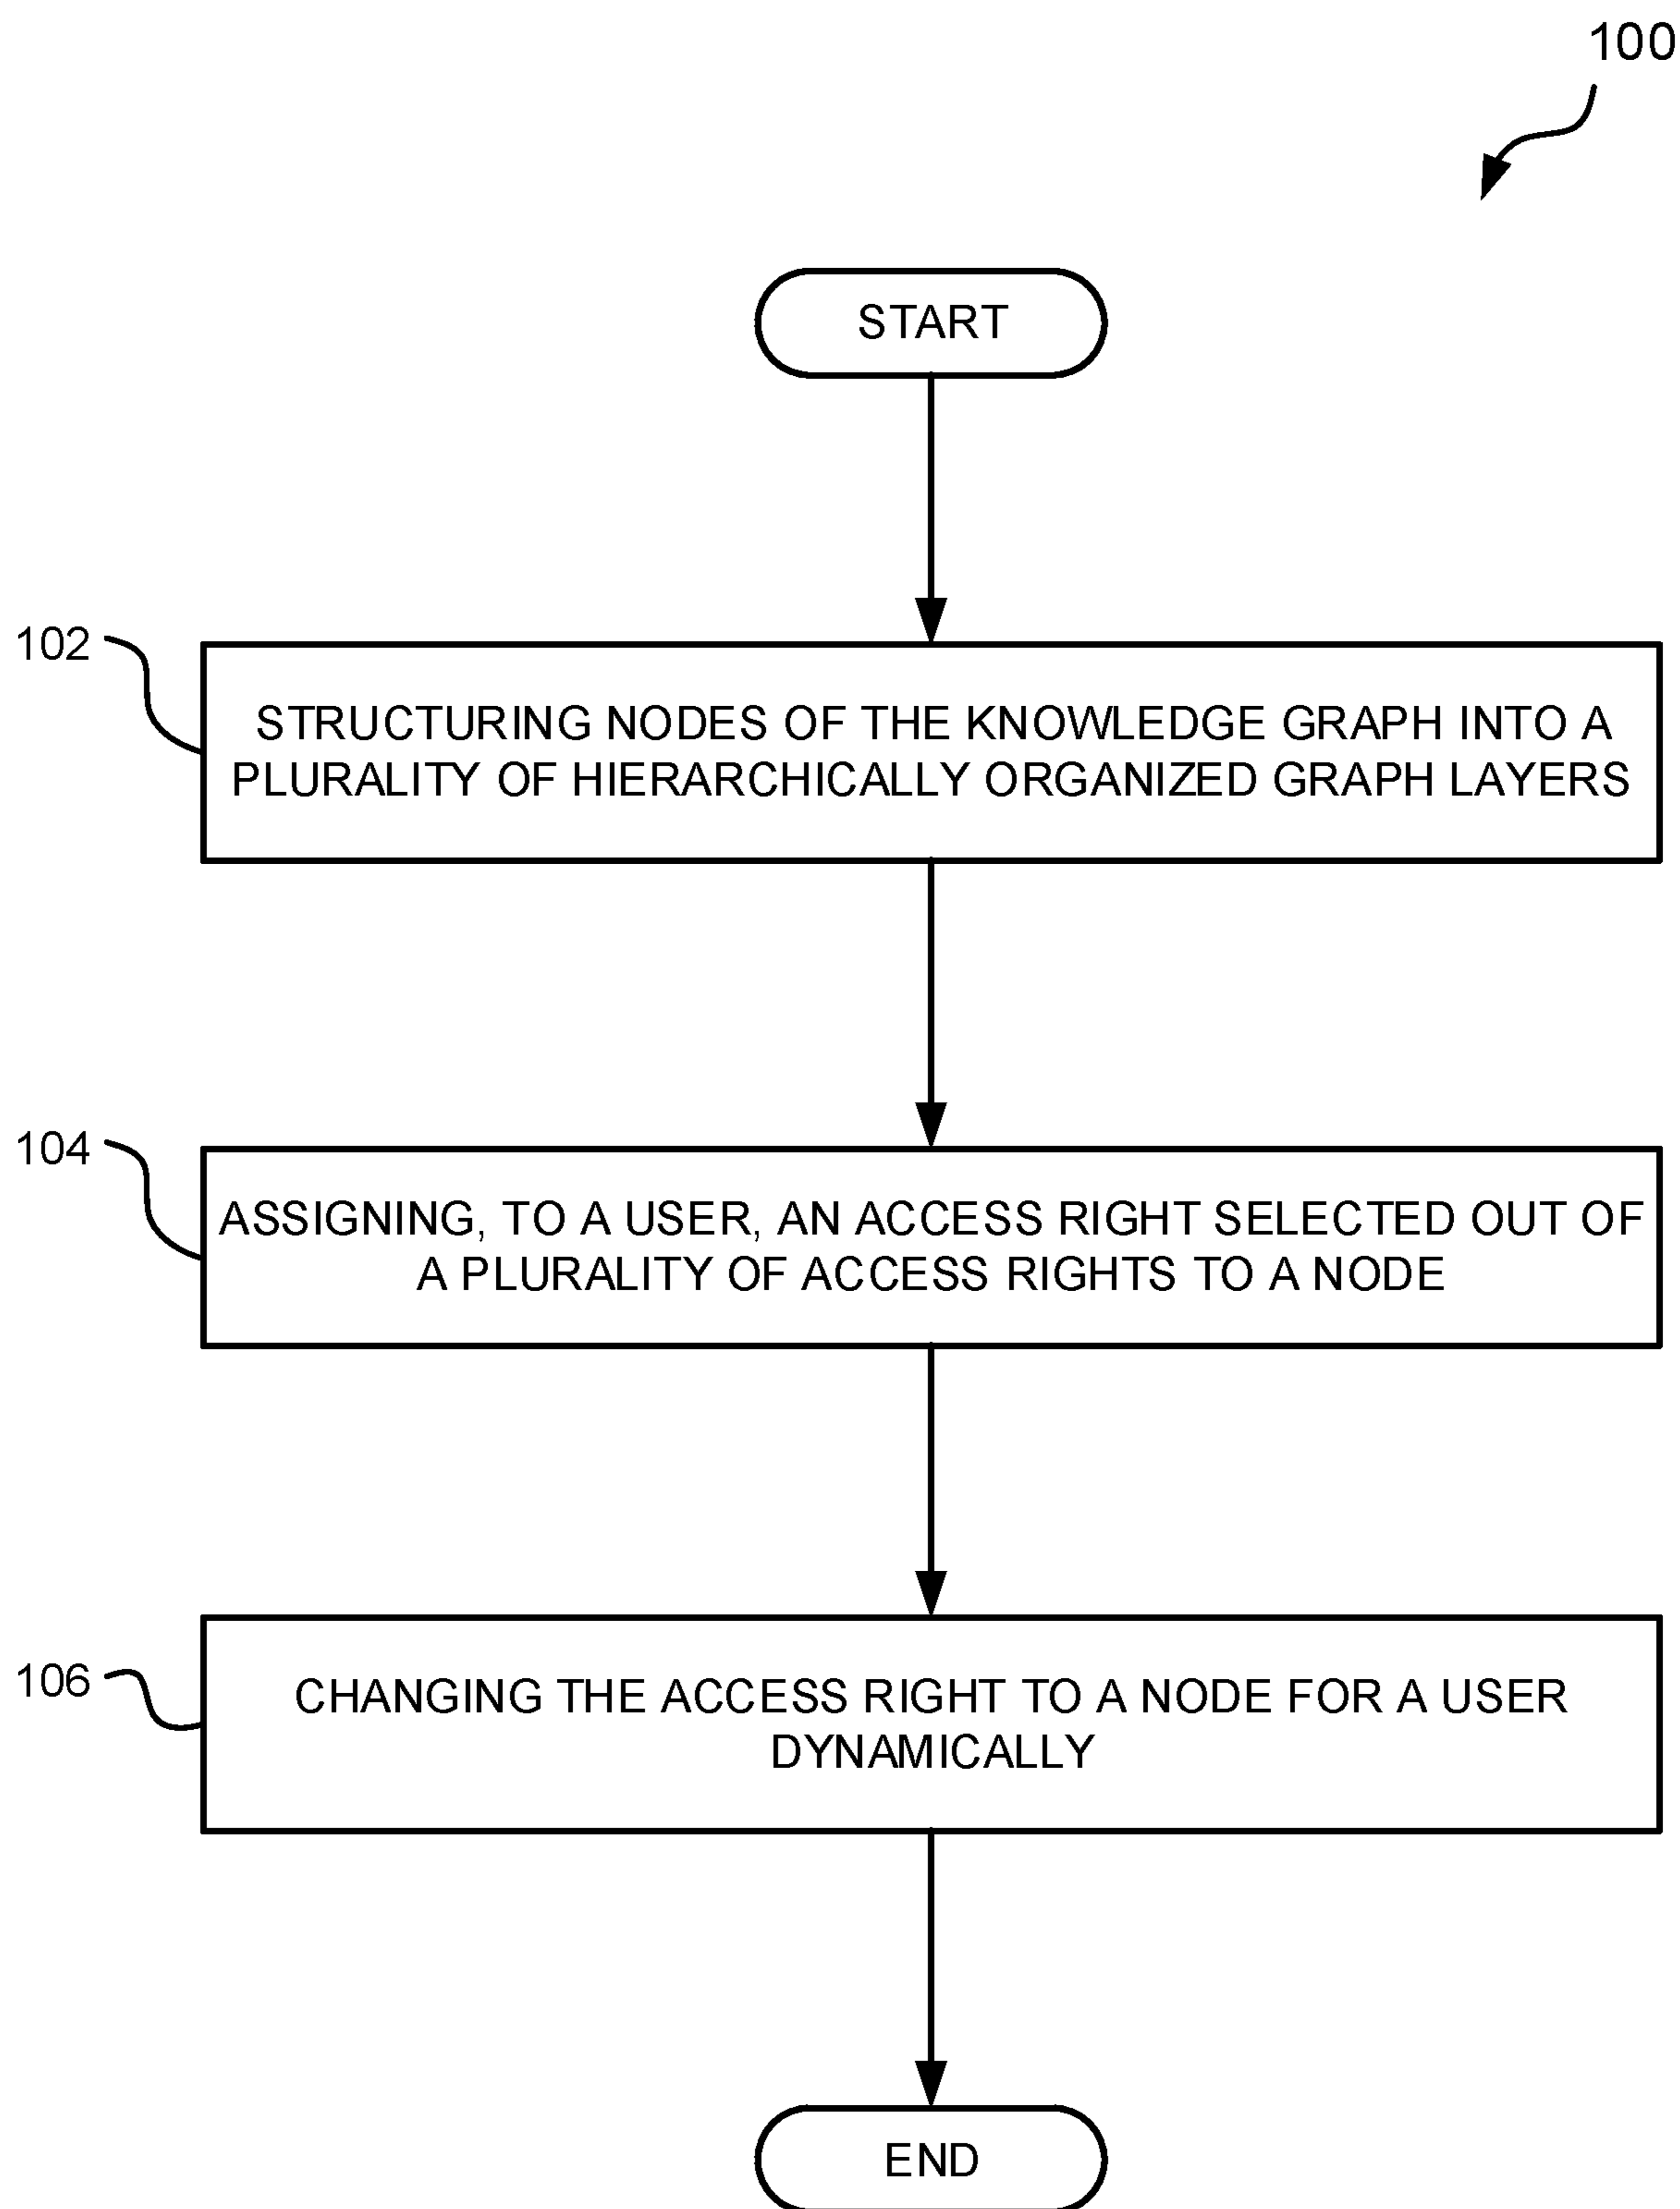 100
START
102
STRUCTURING NODES OF THE KNOWLEDGE GRAPH INTO A
PLURALITY OF HIERARCHICALLY ORGANIZED GRAPH LAYERS
104
ASSIGNING, TO A USER, AN ACCESS RIGHT SELECTED OUT OF
A PLURALITY OF ACCESS RIGHTS TO A NODE
106
CHANGING THE ACCESS RIGHT TO A NODE FOR A USER
DYNAMICALLY
END